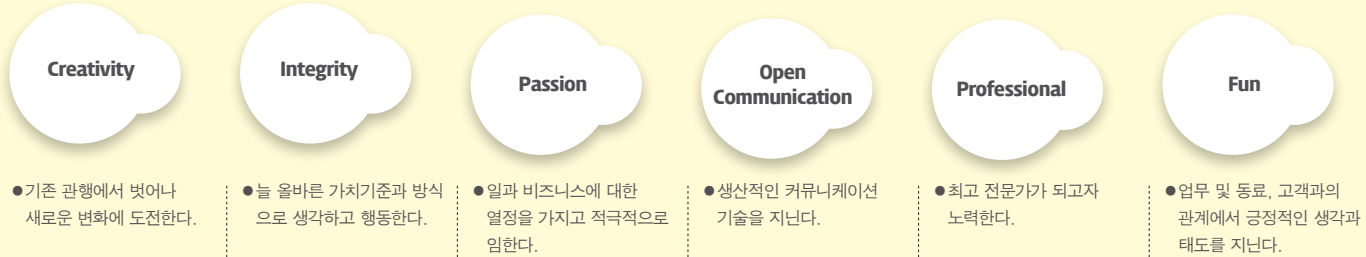 Creativity
Integrity
Passion
Open
Communication
Professional
Fun
●기존 관행에서 벗어나
새로운 변화에 도전한다.
●늘 올바른 가치기준과 방식
으로 생각하고 행동한다.
●일과 비즈니스에 대한
열정을 가지고 적극적으로
임한다.
●생산적인 커뮤니케이션
기술을 지닌다.
●최고 전문가가 되고자
노력한다.
●업무 및 동료, 고객과의
관계에서 긍정적인 생각과
태도를 지닌다.